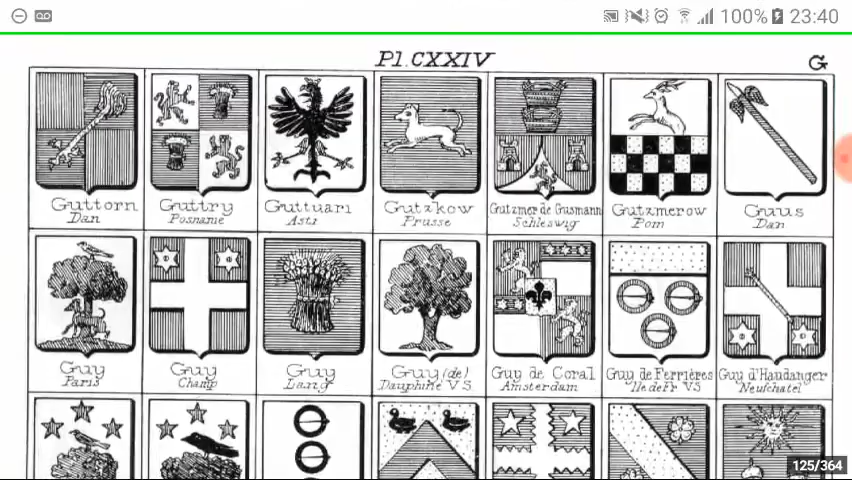 100% 23:40
Pl. CXXIV G
Guttorn
Dan
Guttry
Posnanie
Guttuari
Asti
Gutzkow
Prusse
Gutzmer de Gusmann
Schleswig
Gutzmerow
Pom
Guus
Dan
Guy
Paris
Guy
Champ
Guy
Lang
Guy (de)
Dauphiné V S
Guy de Coral
Amsterdam
Guy de Ferrières
Ile de Fr V S
Guy d'Haudanger
Neufchatel
125/364